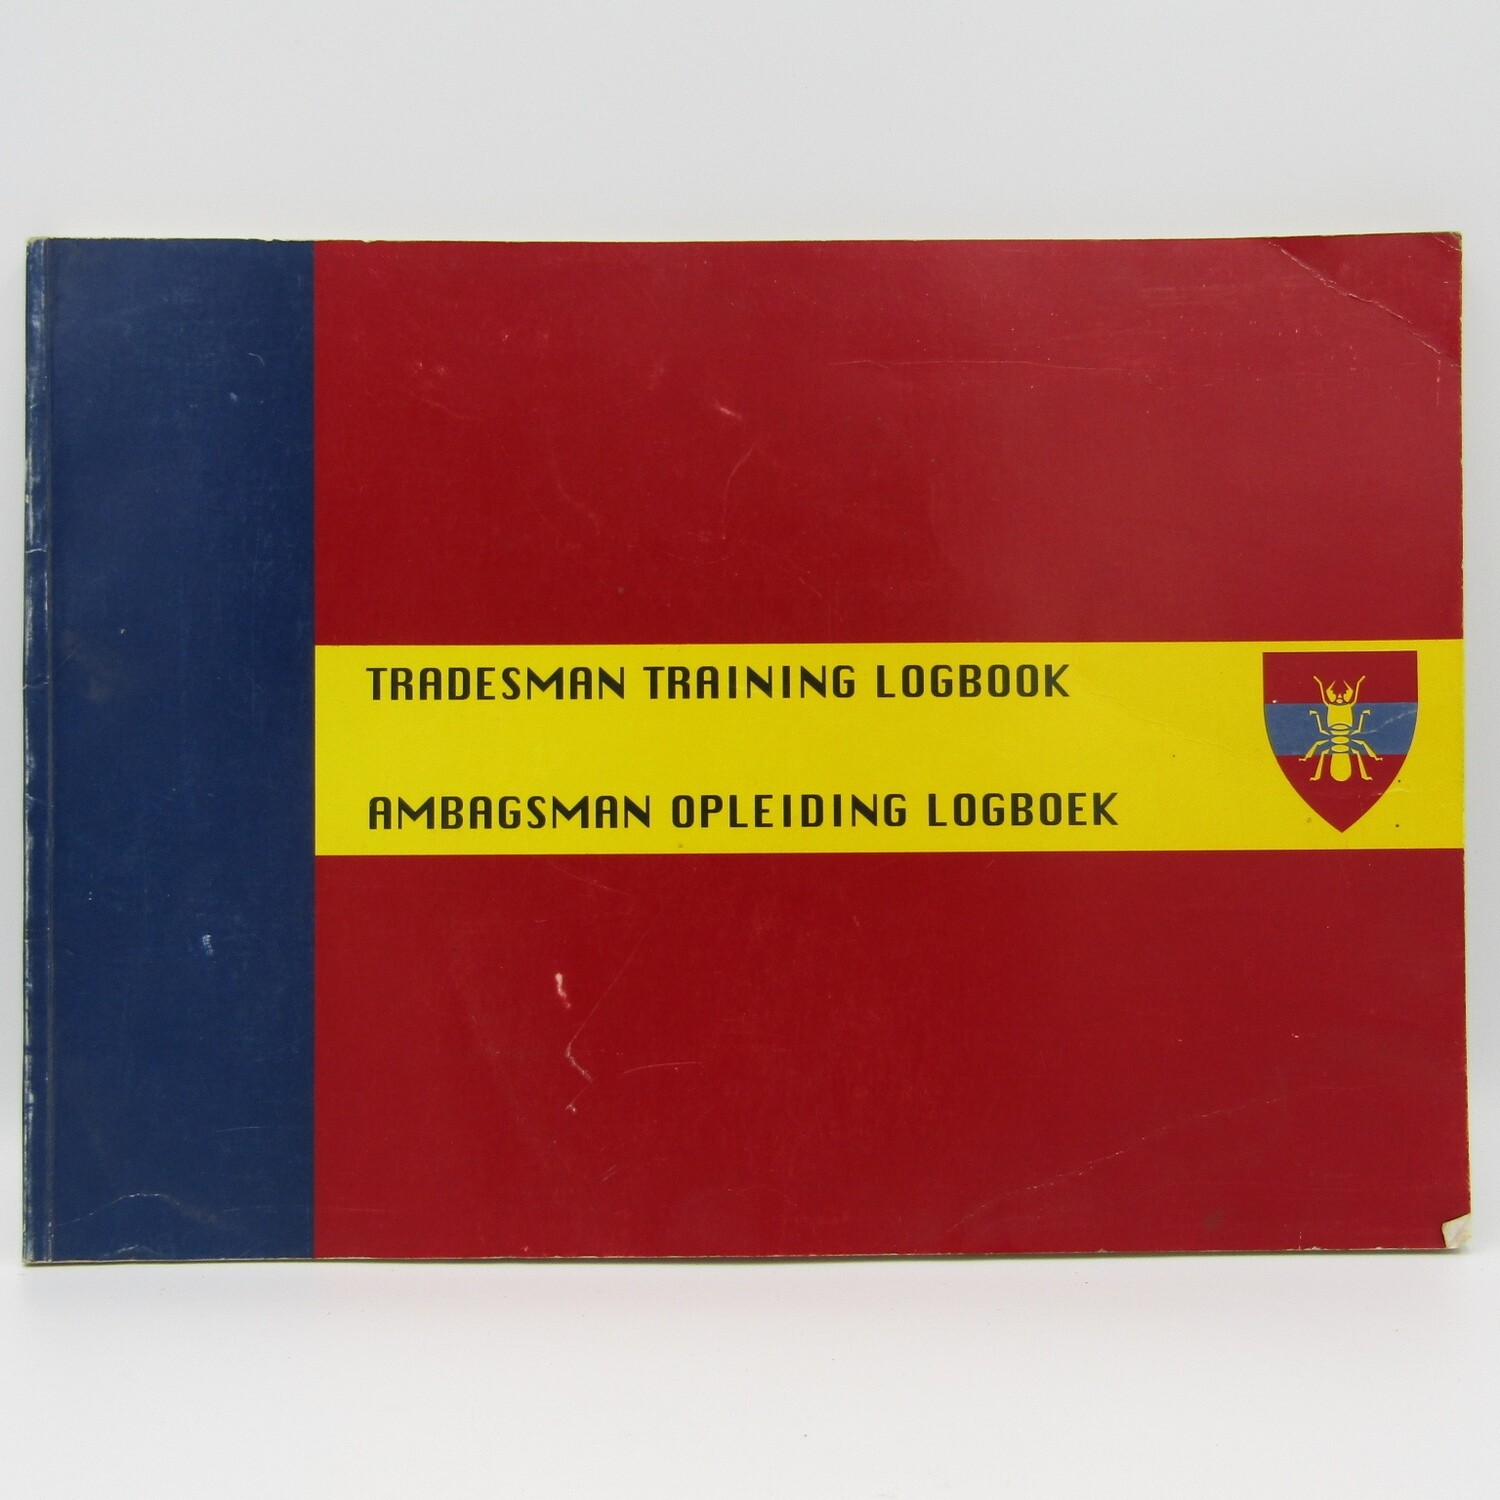 TRADESMAN TRAINING LOGBOOK
AMBAGSMAN OPLEIDING LOGBOEK